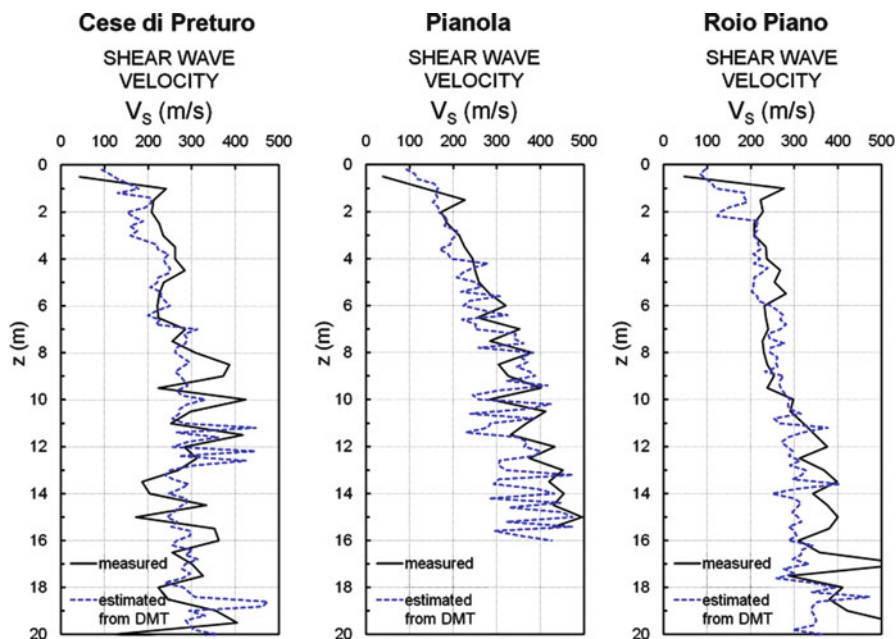 Cese di Preturo
Pianola
Roio Piano
SHEAR WAVE
VELOCITY
Vs (m/s)
SHEAR WAVE
VELOCITY
Vs (m/s)
SHEAR WAVE
VELOCITY
Vs (m/s)
0 100 200 300 400 500
0 100 200 300 400 500
0 100 200 300 400 500
0
2
4
6
8
10
12
14
16
18
20
z (m)
measured
estimated
from DMT
0
2
4
6
8
10
12
14
16
18
20
z (m)
measured
estimated
from DMT
0
2
4
6
8
10
12
14
16
18
20
z (m)
measured
estimated
from DMT